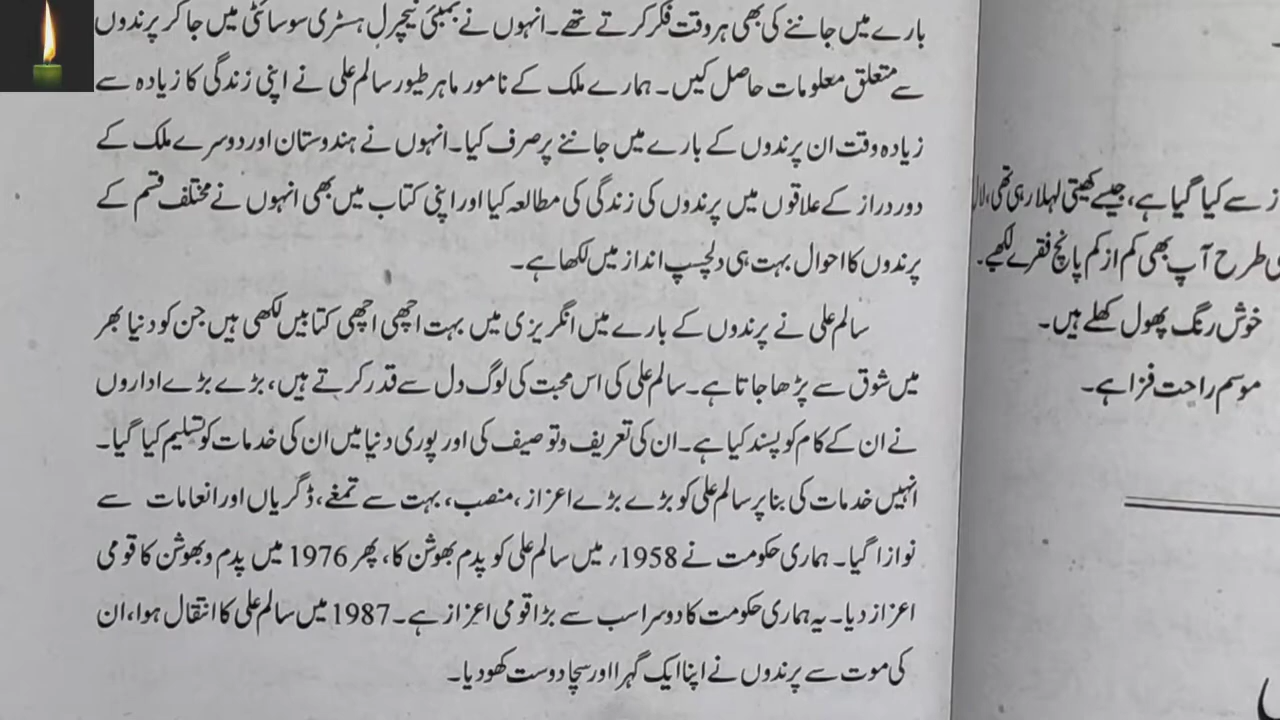 بارے میں جاننے کی بھی ہر وقت فکر کرتے تھے۔ انہوں نے بمبئی نیچرل ہسٹری سوسائٹی میں جا کر پرندوں
سے متعلق معلومات حاصل کیں۔ ہمارے ملک کے نامور ماہر طیور سالم علی نے اپنی زندگی کا زیادہ سے
زیادہ وقت ان پرندوں کے بارے میں جاننے پر صرف کیا۔ انہوں نے ہندوستان اور دوسرے ملک کے
دور دراز کے علاقوں میں پرندوں کی زندگی کی مطالعہ کیا اور اپنی کتاب میں بھی انہوں نے مختلف قسم کے
پرندوں کا احوال بہت ہی دلچسپ انداز میں لکھا ہے۔
سالم علی نے پرندوں کے بارے میں انگریزی میں بہت اچھی اچھی کتابیں لکھی ہیں جن کو دنیا بھر
میں شوق سے پڑھا جاتا ہے۔ سالم علی کی اس محبت کی لوگ دل سے قدر کرتے ہیں، بڑے بڑے اداروں
نے ان کے کام کو پسند کیا ہے۔ ان کی تعریف و توصیف کی اور پوری دنیا میں ان کی خدمات کو تسلیم کیا گیا۔
انہیں خدمات کی بنا پر سالم علی کو بڑے بڑے اعزاز، منصب، بہت سے تمغے، ڈگریاں اور انعامات سے
نوازا گیا۔ ہماری حکومت نے 1958ء میں سالم علی کو پدم بھوشن کا، پھر 1976 میں پدم وبھوشن کا قومی
اعزاز دیا۔ یہ ہماری حکومت کا دوسرا سب سے بڑا قومی اعزاز ہے۔ 1987 میں سالم علی کا انتقال ہوا، ان
کی موت سے پرندوں نے اپنا ایک گہرا اور سچا دوست کھو دیا۔
سے کیا گیا ہے، جیسے کھیتی لہلا رہی تھی، لال
طرح آپ بھی کم از کم پانچ فقرے لکھیے۔
خوش رنگ پھول کھلے ہیں۔
موسم راحت فزا ہے۔